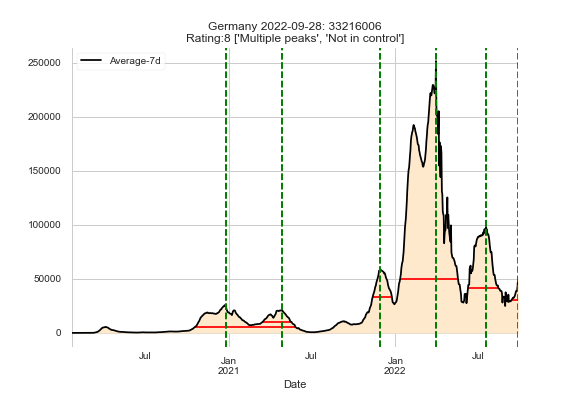 Germany 2022-09-28: 33216006
Rating:8 ['Multiple peaks', 'Not in control']
Average-7d
250000
200000
150000
100000
50000
0
Jul
Jan
2021
Jul
Jan
2022
Jul
Date